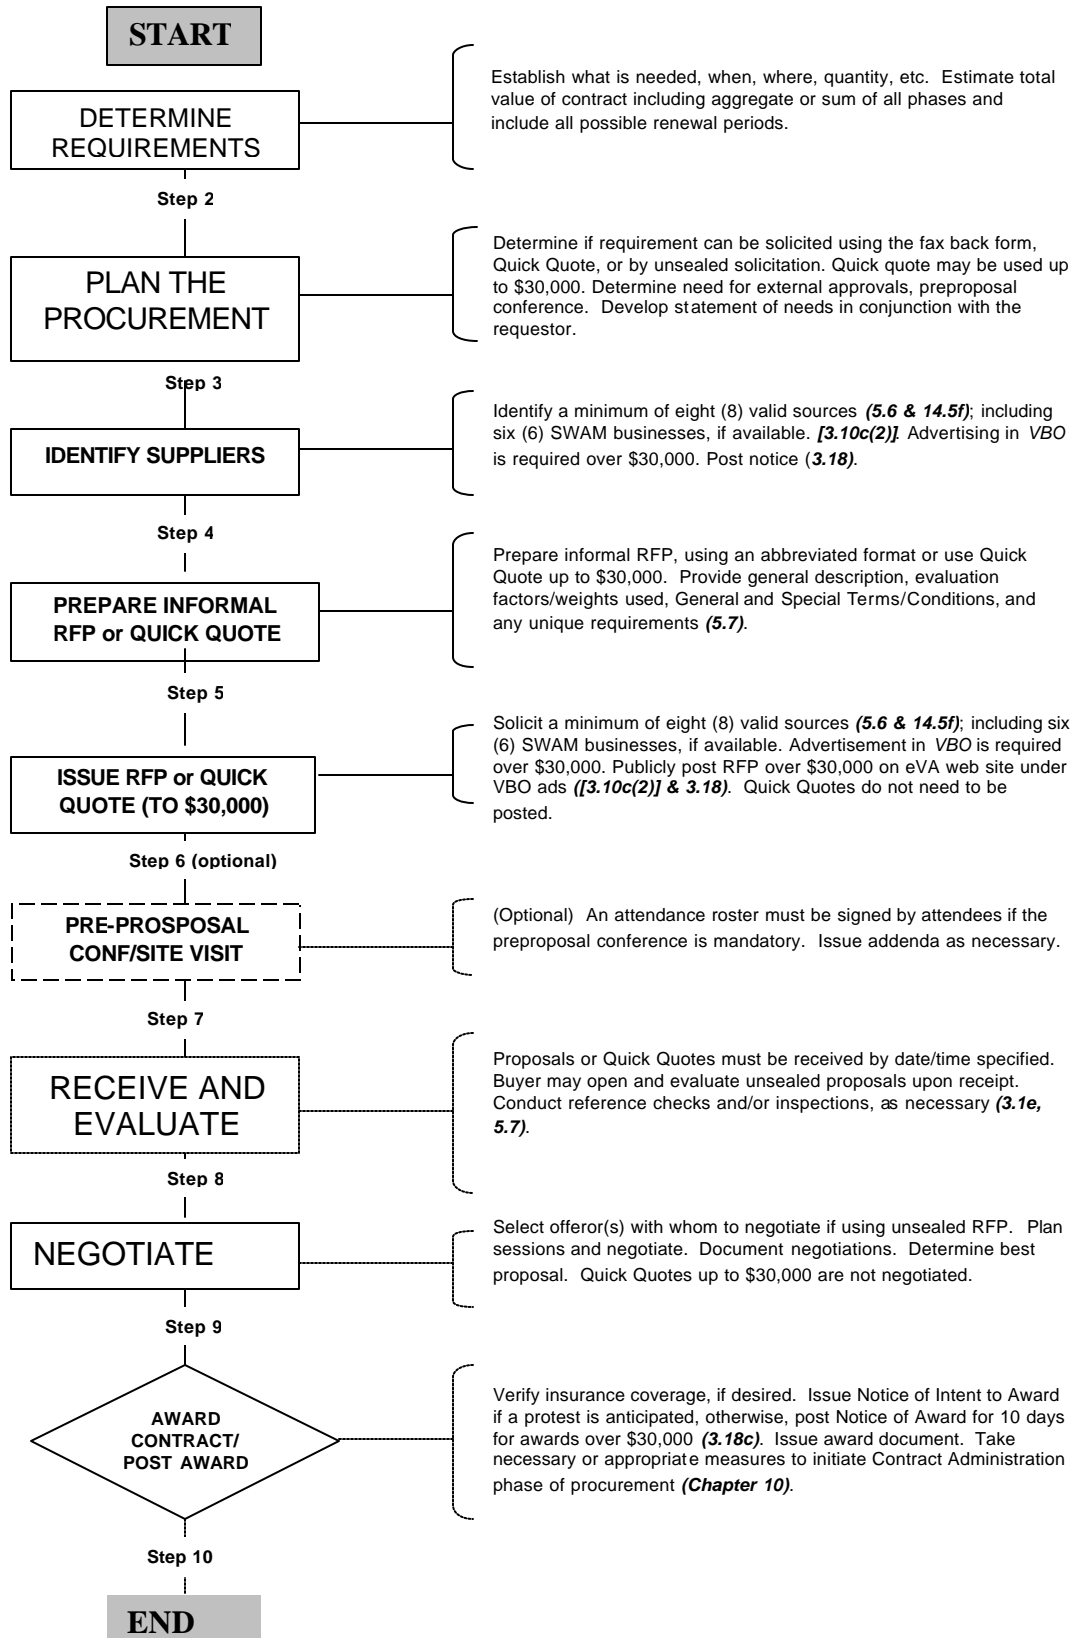 START
DETERMINE
REQUIREMENTS
Establish what is needed, when, where, quantity, etc. Estimate total
value of contract including aggregate or sum of all phases and
include all possible renewal periods.
Step 2
PLAN THE
PROCUREMENT
Determine if requirement can be solicited using the fax back form,
Quick Quote, or by unsealed solicitation. Quick quote may be used up
to $30,000. Determine need for external approvals, preproposal
conference. Develop statement of needs in conjunction with the
requestor.
Step 3
IDENTIFY SUPPLIERS
Identify a minimum of eight (8) valid sources (5.6 & 14.5f); including
six (6) SWAM businesses, if available. [3.10c(2)]. Advertising in VBO
is required over $30,000. Post notice (3.18).
Step 4
PREPARE INFORMAL
RFP or QUICK QUOTE
Prepare informal RFP, using an abbreviated format or use Quick
Quote up to $30,000. Provide general description, evaluation
factors/weights used, General and Special Terms/Conditions, and
any unique requirements (5.7).
Step 5
ISSUE RFP or QUICK
QUOTE (TO $30,000)
Solicit a minimum of eight (8) valid sources (5.6 & 14.5f); including six
(6) SWAM businesses, if available. Advertisement in VBO is required
over $30,000. Publicly post RFP over $30,000 on eVA web site under
VBO ads ([3.10c(2)] & 3.18). Quick Quotes do not need to be
posted.
Step 6 (optional)
PRE-PROSPOSAL
CONF/SITE VISIT
(Optional) An attendance roster must be signed by attendees if the
preproposal conference is mandatory. Issue addenda as necessary.
Step 7
RECEIVE AND
EVALUATE
Proposals or Quick Quotes must be received by date/time specified.
Buyer may open and evaluate unsealed proposals upon receipt.
Conduct reference checks and/or inspections, as necessary (3.1e,
5.7).
Step 8
NEGOTIATE
Select offeror(s) with whom to negotiate if using unsealed RFP. Plan
sessions and negotiate. Document negotiations. Determine best
proposal. Quick Quotes up to $30,000 are not negotiated.
Step 9
AWARD
CONTRACT/
POST AWARD
Verify insurance coverage, if desired. Issue Notice of Intent to Award
if a protest is anticipated, otherwise, post Notice of Award for 10 days
for awards over $30,000 (3.18c). Issue award document. Take
necessary or appropriate measures to initiate Contract Administration
phase of procurement (Chapter 10).
Step 10
END